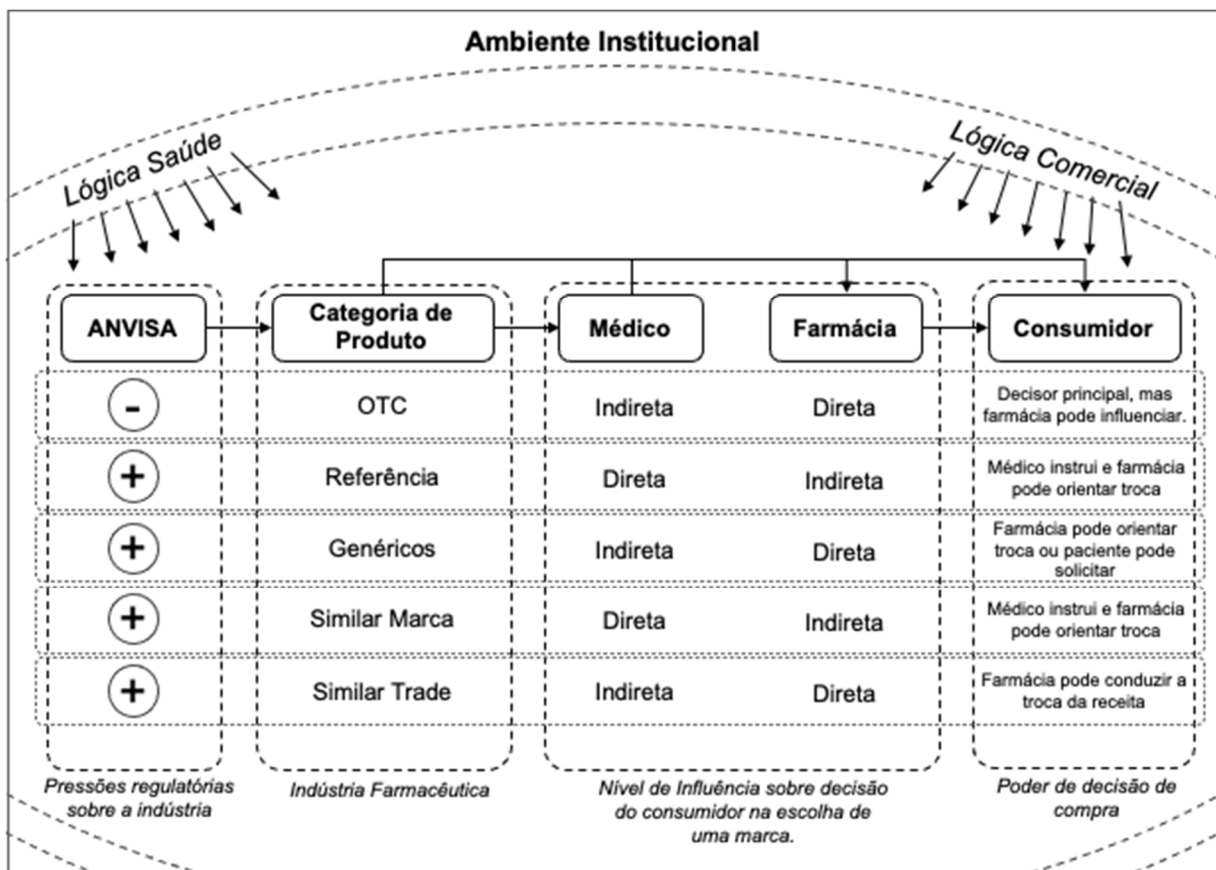 Ambiente Institucional
Lógica Saúde
Lógica Comercial
ANVISA
Categoria de
Produto
Médico
Farmácia
Consumidor
-
OTC
Indireta
Direta
Decisor principal, mas
farmácia pode influenciar.
+
Referência
Direta
Indireta
Médico instrui e farmácia
pode orientar troca
+
Genéricos
Indireta
Direta
Farmácia pode orientar
troca ou paciente pode
solicitar
+
Similar Marca
Direta
Indireta
Médico instrui e farmácia
pode orientar troca
+
Similar Trade
Indireta
Direta
Farmácia pode conduzir a
troca da receita
Pressões regulatórias
sobre a indústria
Indústria Farmacêutica
Nível de Influência sobre decisão
do consumidor na escolha de
uma marca.
Poder de decisão de
compra